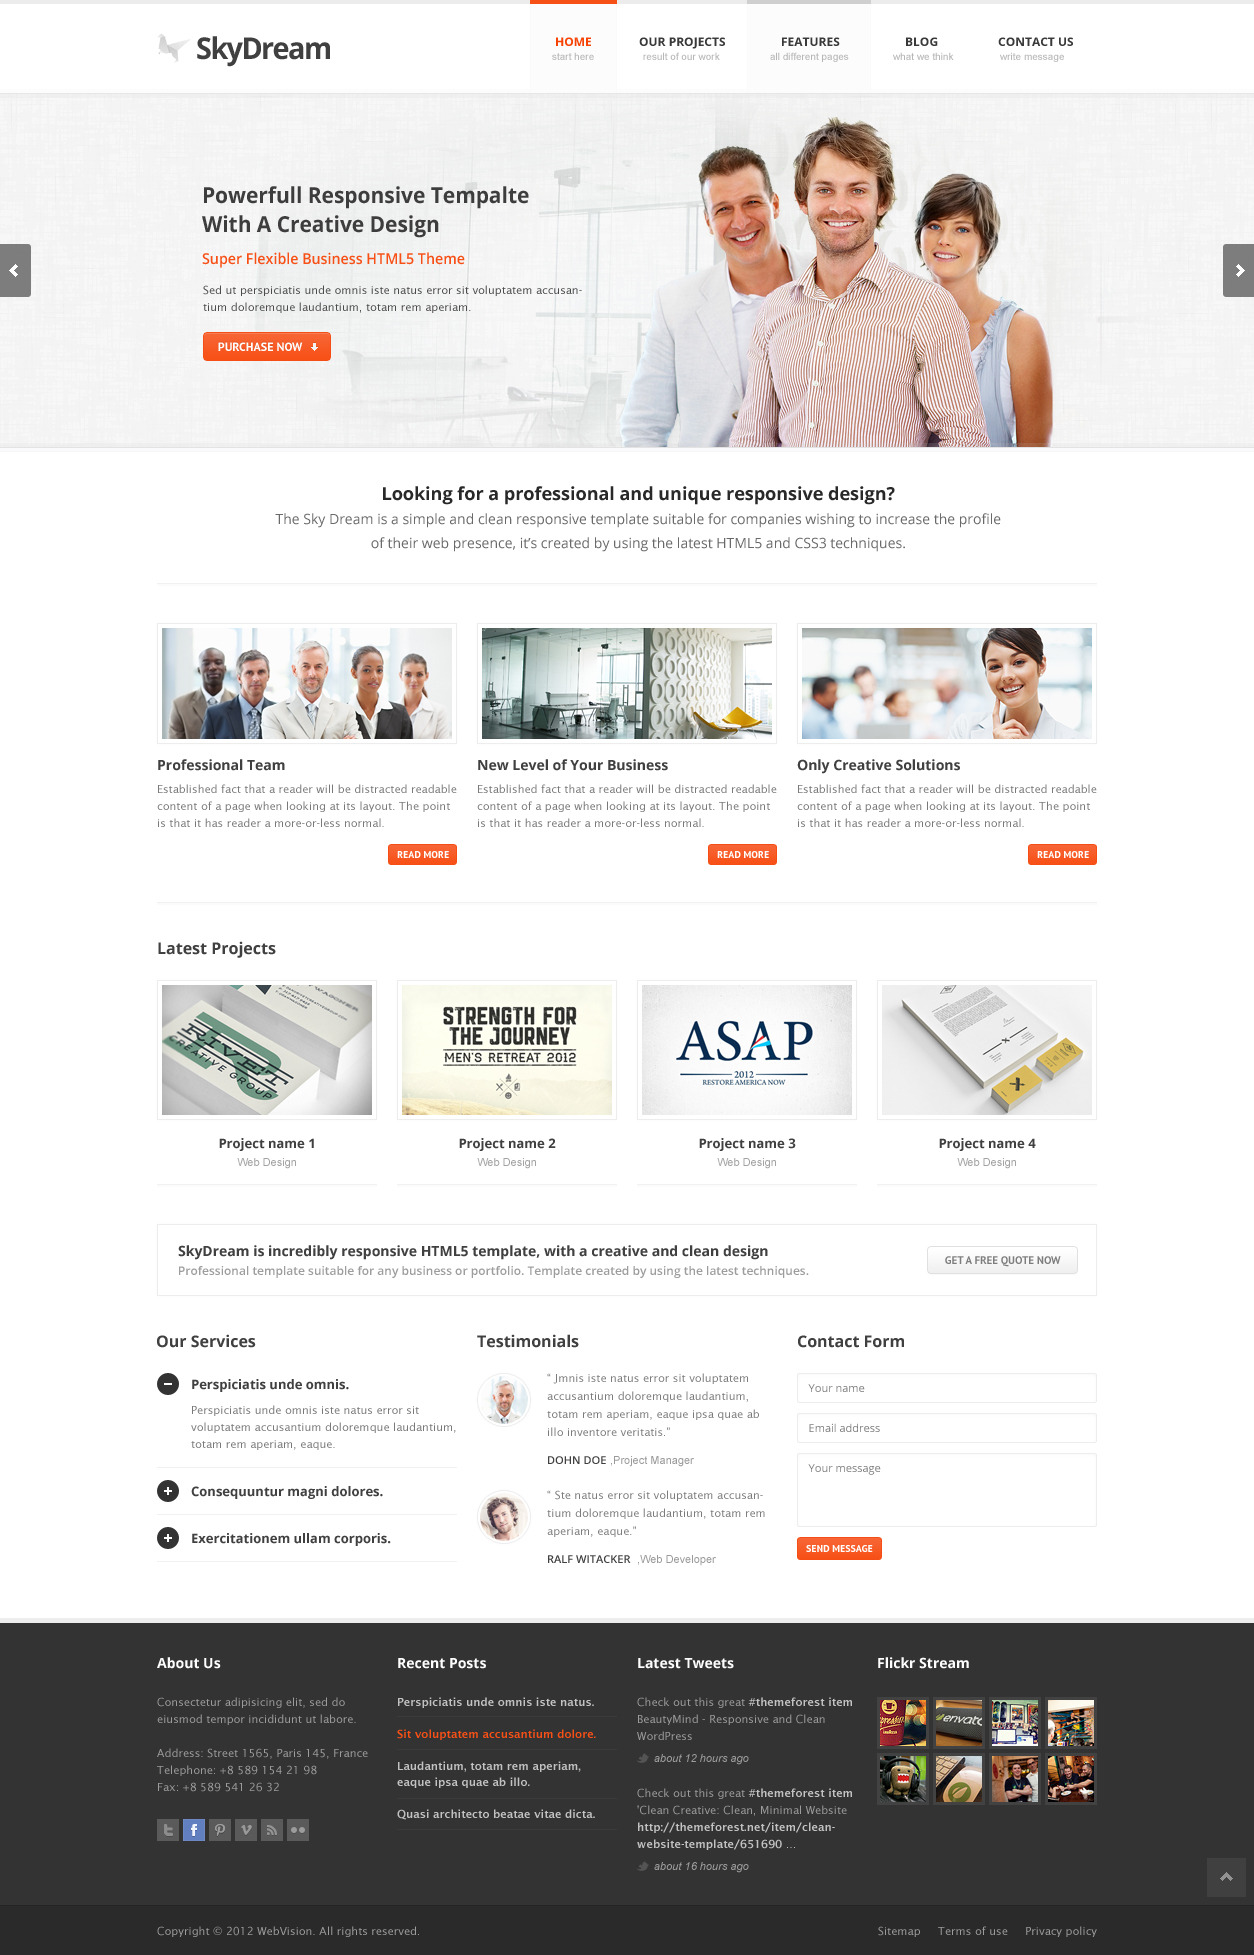 SkyDream
HOME
start here
OUR PROJECTS
result of our work
FEATURES
all different pages
BLOG
what we think
CONTACT US
write message
Powerfull Responsive Tempalte
With A Creative Design
Super Flexible Business HTML5 Theme
Sed ut perspiciatis unde omnis iste natus error sit voluptatem accusan-
tium doloremque laudantium, totam rem aperiam.
PURCHASE NOW
Looking for a professional and unique responsive design?
The Sky Dream is a simple and clean responsive template suitable for companies wishing to increase the profile
of their web presence, it's created by using the latest HTML5 and CSS3 techniques.
Professional Team
Established fact that a reader will be distracted readable
content of a page when looking at its layout. The point
is that it has reader a more-or-less normal.
READ MORE
New Level of Your Business
Established fact that a reader will be distracted readable
content of a page when looking at its layout. The point
is that it has reader a more-or-less normal.
READ MORE
Only Creative Solutions
Established fact that a reader will be distracted readable
content of a page when looking at its layout. The point
is that it has reader a more-or-less normal.
READ MORE
Latest Projects
RIVET
CREATIVE GROUP
Project name 1
Web Design
STRENGTH FOR
THE JOURNEY
MEN'S RETREAT 2012
Project name 2
Web Design
ASAP
2012
RESTORE AMERICA NOW
Project name 3
Web Design
Project name 4
Web Design
SkyDream is incredibly responsive HTML5 template, with a creative and clean design
Professional template suitable for any business or portfolio. Template created by using the latest techniques.
GET A FREE QUOTE NOW
Our Services
Perspiciatis unde omnis.
Perspiciatis unde omnis iste natus error sit
voluptatem accusantium doloremque laudantium,
totam rem aperiam, eaque.
Consequuntur magni dolores.
Exercitationem ullam corporis.
Testimonials
" Jmnis iste natus error sit voluptatem
accusantium doloremque laudantium,
totam rem aperiam, eaque ipsa quae ab
illo inventore veritatis."
DOHN DOE ,Project Manager
" Ste natus error sit voluptatem accusan-
tium doloremque laudantium, totam rem
aperiam, eaque."
RALF WITACKER ,Web Developer
Contact Form
Your name
Email address
Your message
SEND MESSAGE
About Us
Consectetur adipisicing elit, sed do
eiusmod tempor incididunt ut labore.
Address: Street 1565, Paris 145, France
Telephone: +8 589 154 21 98
Fax: +8 589 541 26 32
Recent Posts
Perspiciatis unde omnis iste natus.
Sit voluptatem accusantium dolore.
Laudantium, totam rem aperiam,
eaque ipsa quae ab illo.
Quasi architecto beatae vitae dicta.
Latest Tweets
Check out this great #themeforest item
BeautyMind - Responsive and Clean
WordPress
about 12 hours ago
Check out this great #themeforest item
'Clean Creative: Clean, Minimal Website
http://themeforest.net/item/clean-
website-template/651690 ...
about 16 hours ago
Flickr Stream
envato
Copyright © 2012 WebVision. All rights reserved.
Sitemap
Terms of use
Privacy policy